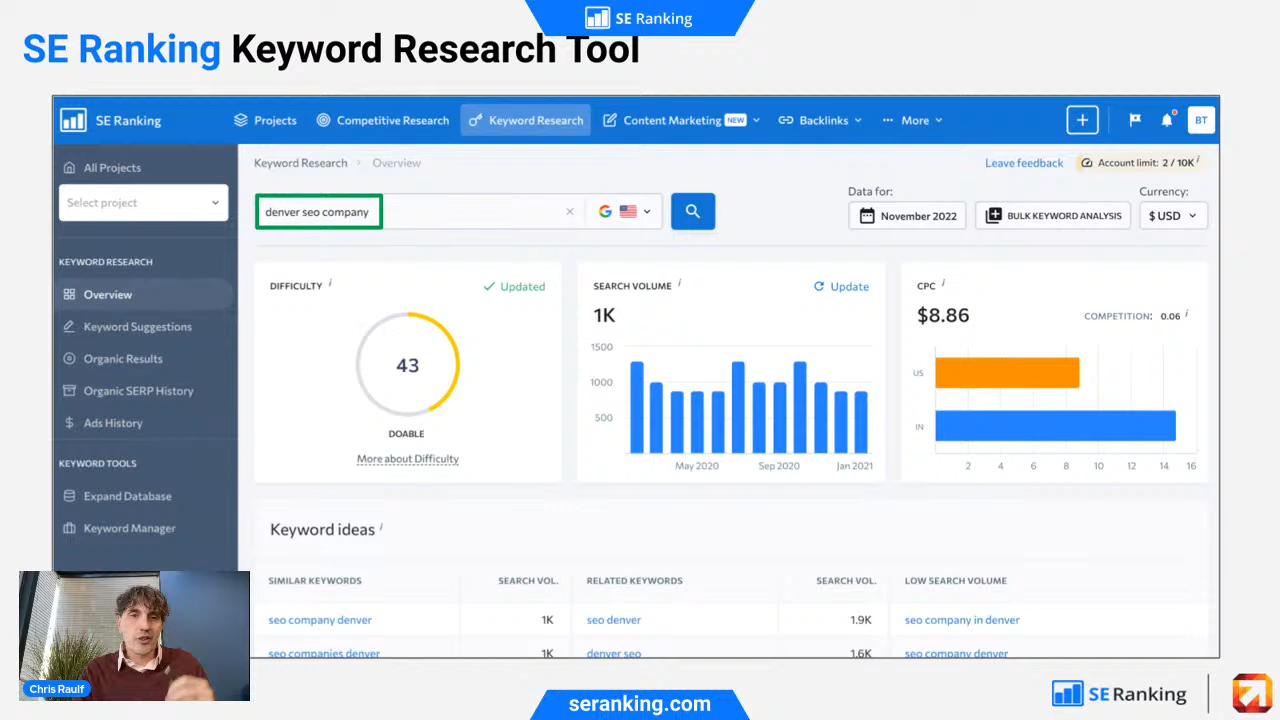 SE Ranking
SE Ranking Keyword Research Tool
SE Ranking
Projects
Competitive Research
Keyword Research
Content Marketing NEW
Backlinks
More
BT
All Projects
Select project
KEYWORD RESEARCH
Overview
Keyword Suggestions
Organic Results
Organic SERP History
Ads History
KEYWORD TOOLS
Expand Database
Keyword Manager
Keyword Research > Overview
Leave feedback
Account limit: 2 / 10K i
denver seo company
Data for:
November 2022
BULK KEYWORD ANALYSIS
Currency:
$ USD
DIFFICULTY i
Updated
43
DOABLE
More about Difficulty
SEARCH VOLUME i
Update
1K
1500
1000
500
May 2020 Sep 2020 Jan 2021
CPC i
$8.86
COMPETITION: 0.06 i
US
IN
2 4 6 8 10 12 14 16
Keyword ideas i
SIMILAR KEYWORDS SEARCH VOL. RELATED KEYWORDS SEARCH VOL. LOW SEARCH VOLUME
seo company denver 1K seo denver 1.9K seo company in denver
seo companies denver 1K denver seo 1.6K seo company denver
Chris Raulf
seranking.com
SE Ranking